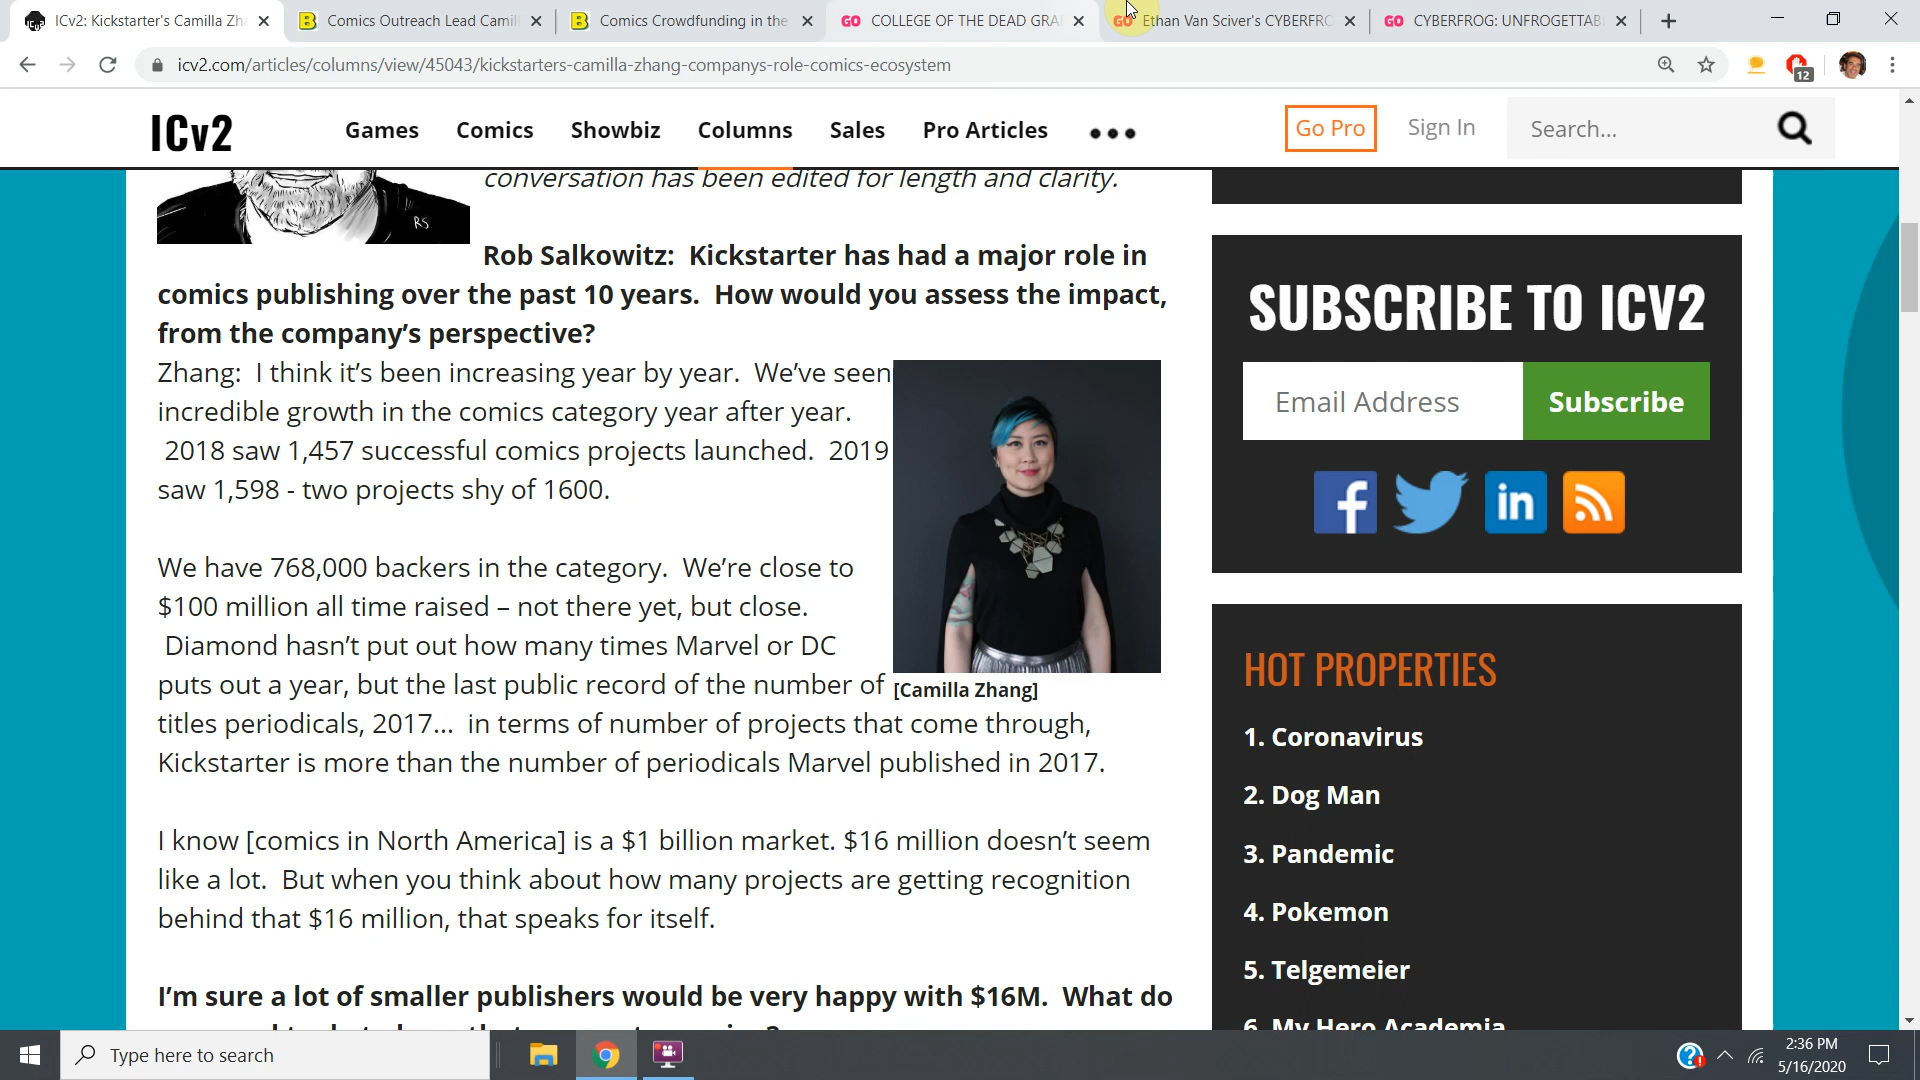 ICv2: Kickstarter's Camilla Zha
Comics Outreach Lead Camill
Comics Crowdfunding in the
GO COLLEGE OF THE DEAD GRA
GO Ethan Van Sciver's CYBERFRO
GO CYBERFROG: UNFROGETTAB
icv2.com/articles/columns/view/45043/kickstarters-camilla-zhang-companys-role-comics-ecosystem
12
ICv2
Games
Comics
Showbiz
Columns
Sales
Pro Articles
Go Pro
Sign In
Search...
conversation has been edited for length and clarity.
RS
Rob Salkowitz: Kickstarter has had a major role in
comics publishing over the past 10 years. How would you assess the impact,
from the company's perspective?
Zhang: I think it's been increasing year by year. We've seen
incredible growth in the comics category year after year.
2018 saw 1,457 successful comics projects launched. 2019
saw 1,598 - two projects shy of 1600.
We have 768,000 backers in the category. We're close to
$100 million all time raised – not there yet, but close.
Diamond hasn't put out how many times Marvel or DC
puts out a year, but the last public record of the number of
[Camilla Zhang]
titles periodicals, 2017... in terms of number of projects that come through,
Kickstarter is more than the number of periodicals Marvel published in 2017.
I know [comics in North America] is a $1 billion market. $16 million doesn't seem
like a lot. But when you think about how many projects are getting recognition
behind that $16 million, that speaks for itself.
I'm sure a lot of smaller publishers would be very happy with $16M. What do
SUBSCRIBE TO ICV2
Email Address
Subscribe
HOT PROPERTIES
1. Coronavirus
2. Dog Man
3. Pandemic
4. Pokemon
5. Telgemeier
6. My Hero Academia
Type here to search
2:36 PM
5/16/2020